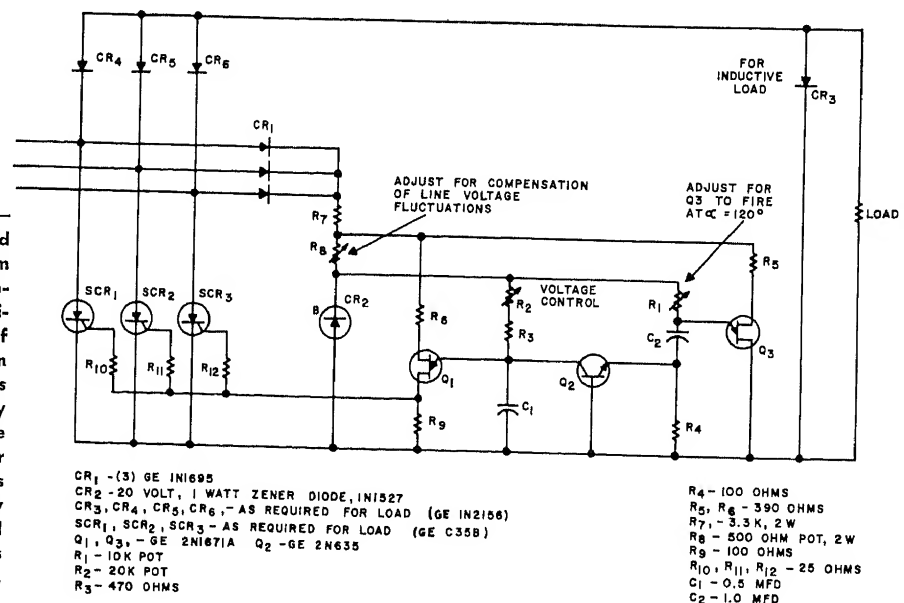 CR4
CR5
CR6
FOR
INDUCTIVE
LOAD
CR3
CR1
ADJUST FOR COMPENSATION
OF LINE VOLTAGE
FLUCTUATIONS
ADJUST FOR
Q3 TO FIRE
AT ∝ = 120°
LOAD
R7
R8
R5
SCR1
SCR2
SCR3
B
CR2
R6
R2
VOLTAGE
CONTROL
R1
R3
C2
Q3
R10
R11
R12
Q1
Q2
R9
C1
R4
CR1 -(3) GE IN1695
CR2 -20 VOLT, 1 WATT ZENER DIODE, IN1527
CR3, CR4, CR5, CR6,- AS REQUIRED FOR LOAD (GE IN2156)
SCR1, SCR2, SCR3 - AS REQUIRED FOR LOAD (GE C35B)
Q1, Q3, - GE 2N1671A Q2 -GE 2N635
R1 - 10K POT
R2- 20K POT
R3- 470 OHMS
R4- 100 OHMS
R5, R6 - 390 OHMS
R7, - 3.3 K, 2 W
R8 - 500 OHM POT, 2W
R9 - 100 OHMS
R10, R11, R12 - 25 OHMS
C1 - 0.5 MFD
C2 - 1.0 MFD